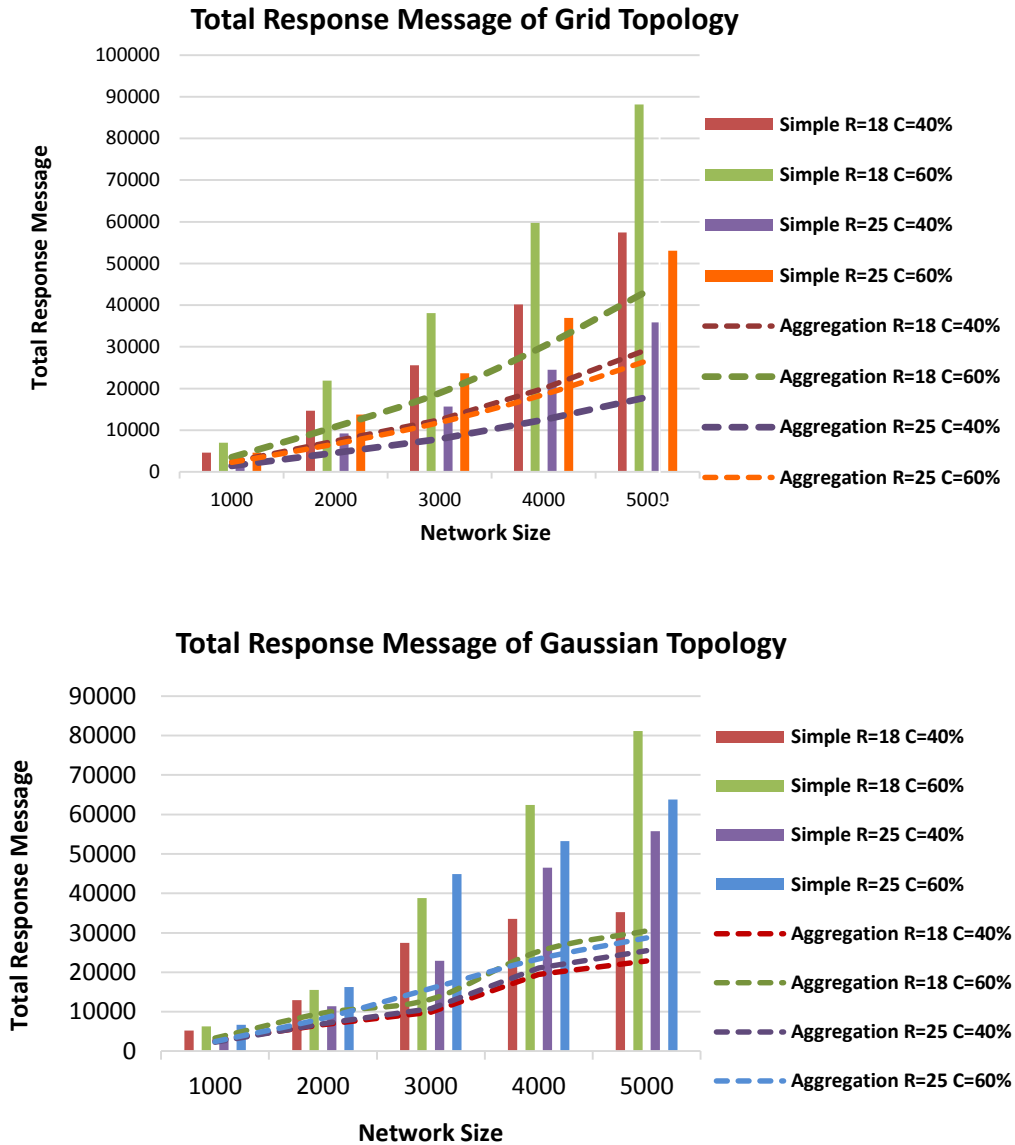 Total Response Message of Grid Topology
Total Response Message
100000
90000
80000
70000
60000
50000
40000
30000
20000
10000
0
1000 2000 3000 4000 5000
Network Size
Simple R=18 C=40%
Simple R=18 C=60%
Simple R=25 C=40%
Simple R=25 C=60%
Aggregation R=18 C=40%
Aggregation R=18 C=60%
Aggregation R=25 C=40%
Aggregation R=25 C=60%
Total Response Message of Gaussian Topology
Total Response Message
90000
80000
70000
60000
50000
40000
30000
20000
10000
0
1000 2000 3000 4000 5000
Network Size
Simple R=18 C=40%
Simple R=18 C=60%
Simple R=25 C=40%
Simple R=25 C=60%
Aggregation R=18 C=40%
Aggregation R=18 C=60%
Aggregation R=25 C=40%
Aggregation R=25 C=60%